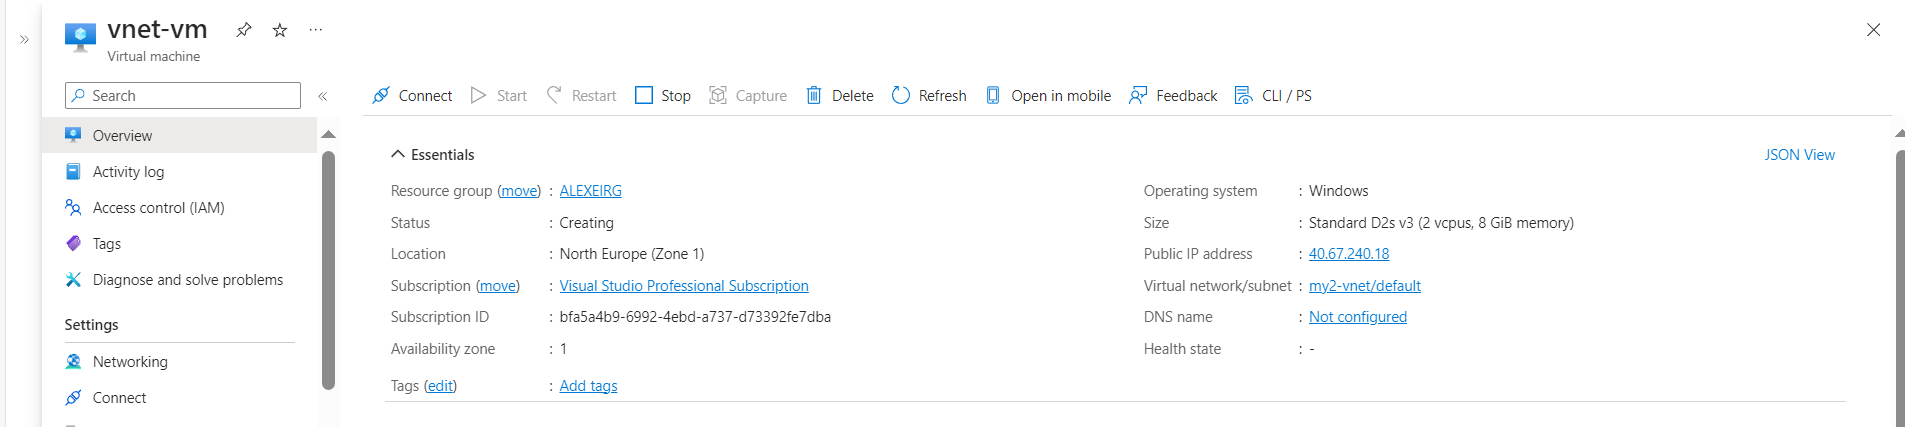 vnet-vm
Virtual machine
Search
Connect Start Restart Stop Capture Delete Refresh Open in mobile Feedback CLI / PS
Overview
Activity log
Access control (IAM)
Tags
Diagnose and solve problems
Settings
Networking
Connect
Essentials
JSON View
Resource group (move) : ALEXEIRG
Status : Creating
Location : North Europe (Zone 1)
Subscription (move) : Visual Studio Professional Subscription
Subscription ID : bfa5a4b9-6992-4ebd-a737-d73392fe7dba
Availability zone : 1
Tags (edit) : Add tags
Operating system : Windows
Size : Standard D2s v3 (2 vcpus, 8 GiB memory)
Public IP address : 40.67.240.18
Virtual network/subnet : my2-vnet/default
DNS name : Not configured
Health state : -